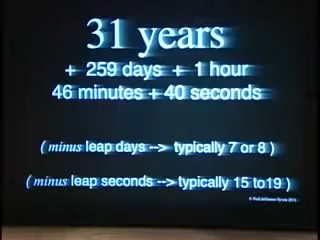 31 years
+ 259 days + 1 hour
46 minutes + 40 seconds
( minus leap days --> typically 7 or 8 )
( minus leap seconds --> typically 15 to19 )